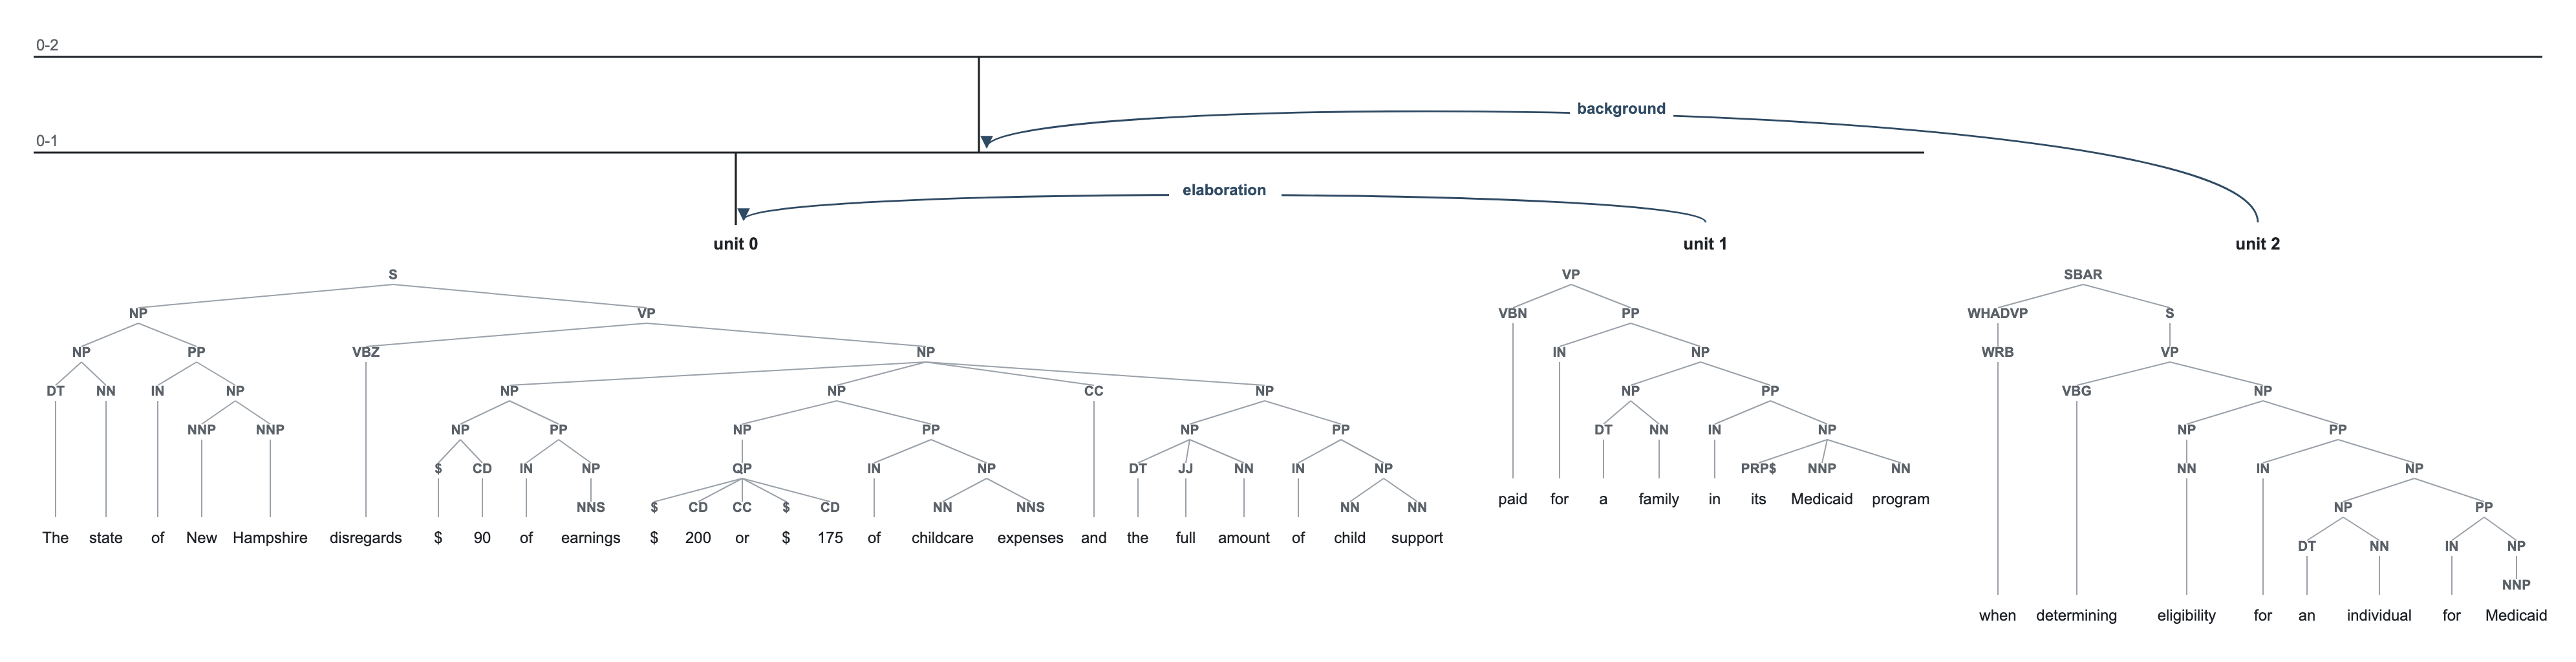 0-2
background
0-1
elaboration
unit 0 unit 1 unit 2
S VP SBAR
NP VP VBN PP WHADVP S
NP PP VBZ NP IN NP WRB VP
DT NN IN NP NP NP CC NP NP PP VBG NP
NNP NNP NP PP NP PP NP PP DT NN IN NP NP PP
$ CD IN NP QP IN NP DT JJ NN IN NP PRP$ NNP NN NN IN NP
paid for a family in its Medicaid program
NNS $ CD CC $ CD NN NNS NN NN NP PP
The state of New Hampshire disregards $ 90 of earnings $ 200 or $ 175 of childcare expenses and the full amount of child support
DT NN IN NP
NNP
when determining eligibility for an individual for Medicaid